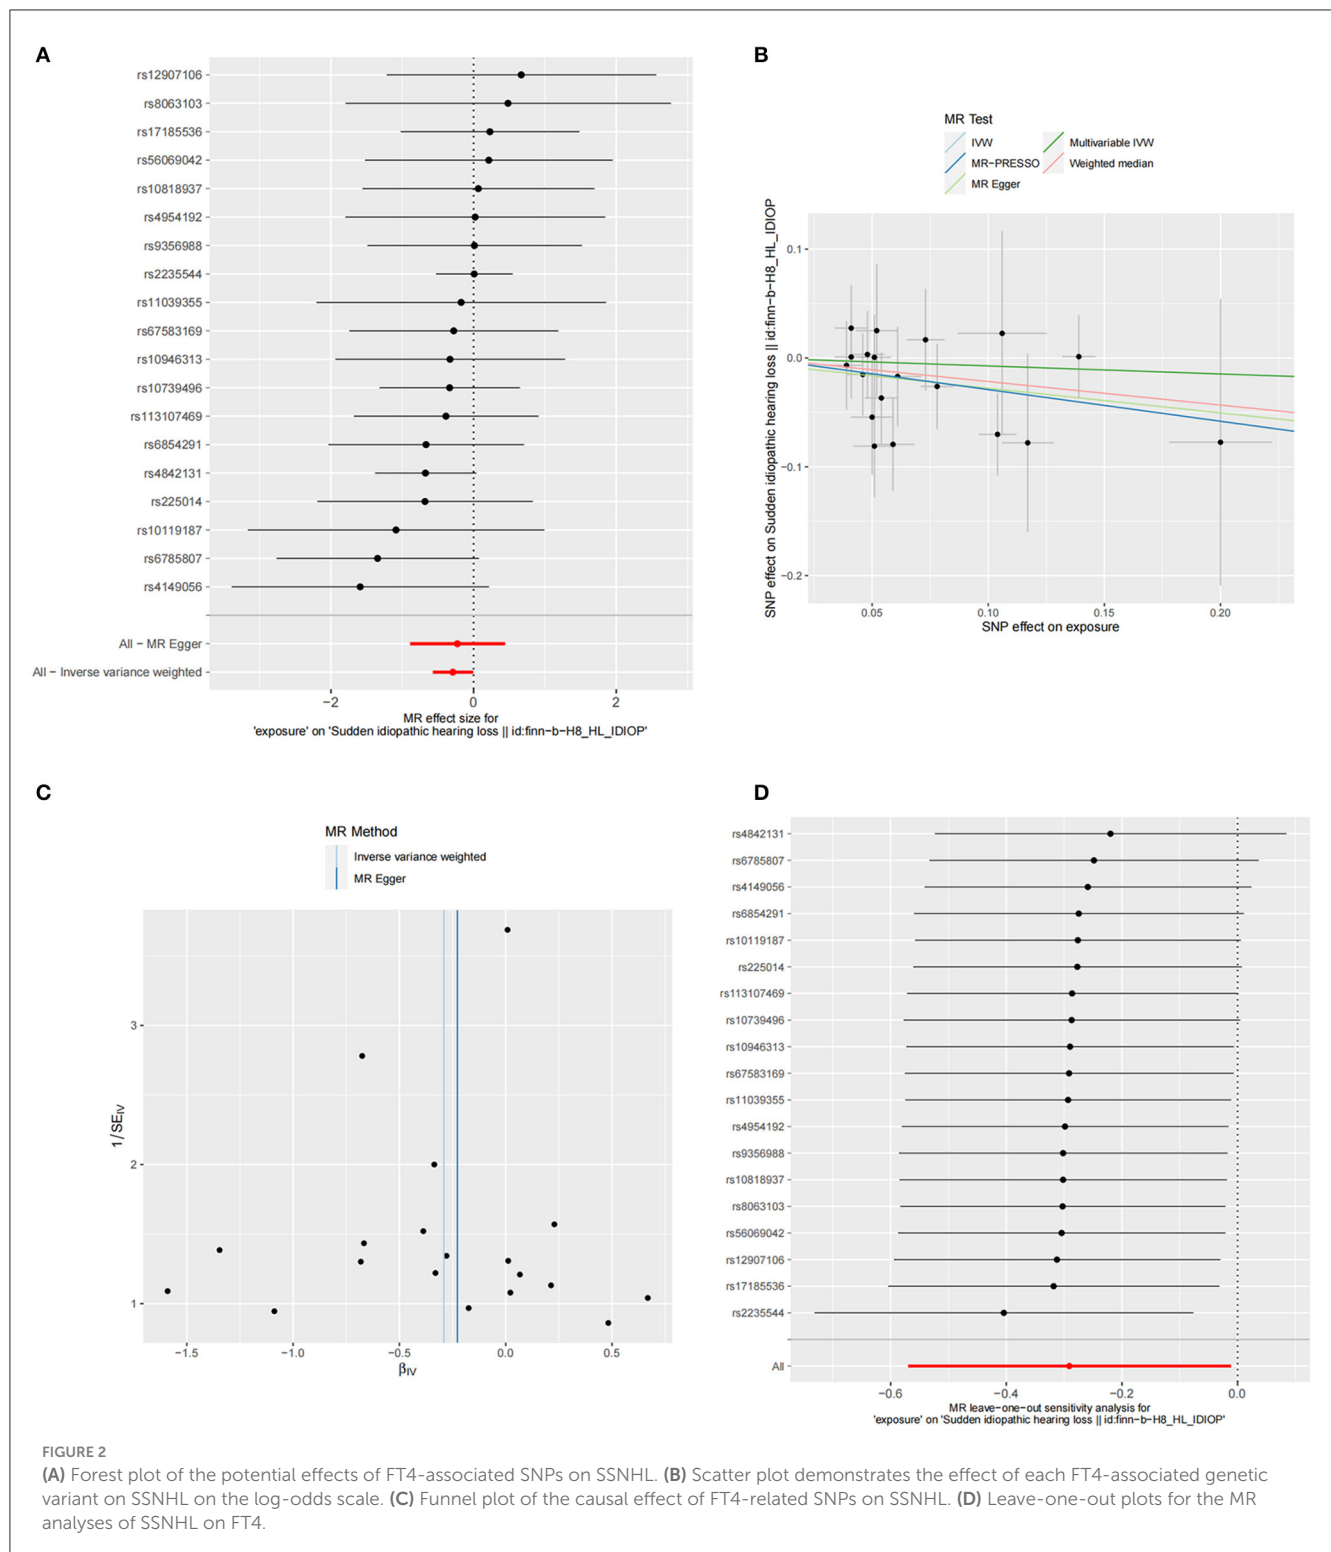 A
rs12907106
rs8063103
rs17185536
rs56069042
rs10818937
rs4954192
rs9356988
rs2235544
rs11039355
rs67583169
rs10946313
rs10739496
rs113107469
rs6854291
rs4842131
rs225014
rs10119187
rs6785807
rs4149056
All − MR Egger
All − Inverse variance weighted
−2 0 2
MR effect size for
'exposure' on 'Sudden idiopathic hearing loss || id:finn−b−H8_HL_IDIOP'
B
MR Test
IVW Multivariable IVW
MR−PRESSO Weighted median
MR Egger
SNP effect on Sudden idiopathic hearing loss || id:finn−b−H8_HL_IDIOP
0.1
0.0
−0.1
−0.2
0.05 0.10 0.15 0.20
SNP effect on exposure
C
MR Method
Inverse variance weighted
MR Egger
1/SEIV
3
2
1
−1.5 −1.0 −0.5 0.0 0.5
βIV
D
rs4842131
rs6785807
rs4149056
rs6854291
rs10119187
rs225014
rs113107469
rs10739496
rs10946313
rs67583169
rs11039355
rs4954192
rs9356988
rs10818937
rs8063103
rs56069042
rs12907106
rs17185536
rs2235544
All
−0.6 −0.4 −0.2 0.0
MR leave−one−out sensitivity analysis for
'exposure' on 'Sudden idiopathic hearing loss || id:finn−b−H8_HL_IDIOP'
FIGURE 2
(A) Forest plot of the potential effects of FT4-associated SNPs on SSNHL. (B) Scatter plot demonstrates the effect of each FT4-associated genetic
variant on SSNHL on the log-odds scale. (C) Funnel plot of the causal effect of FT4-related SNPs on SSNHL. (D) Leave-one-out plots for the MR
analyses of SSNHL on FT4.